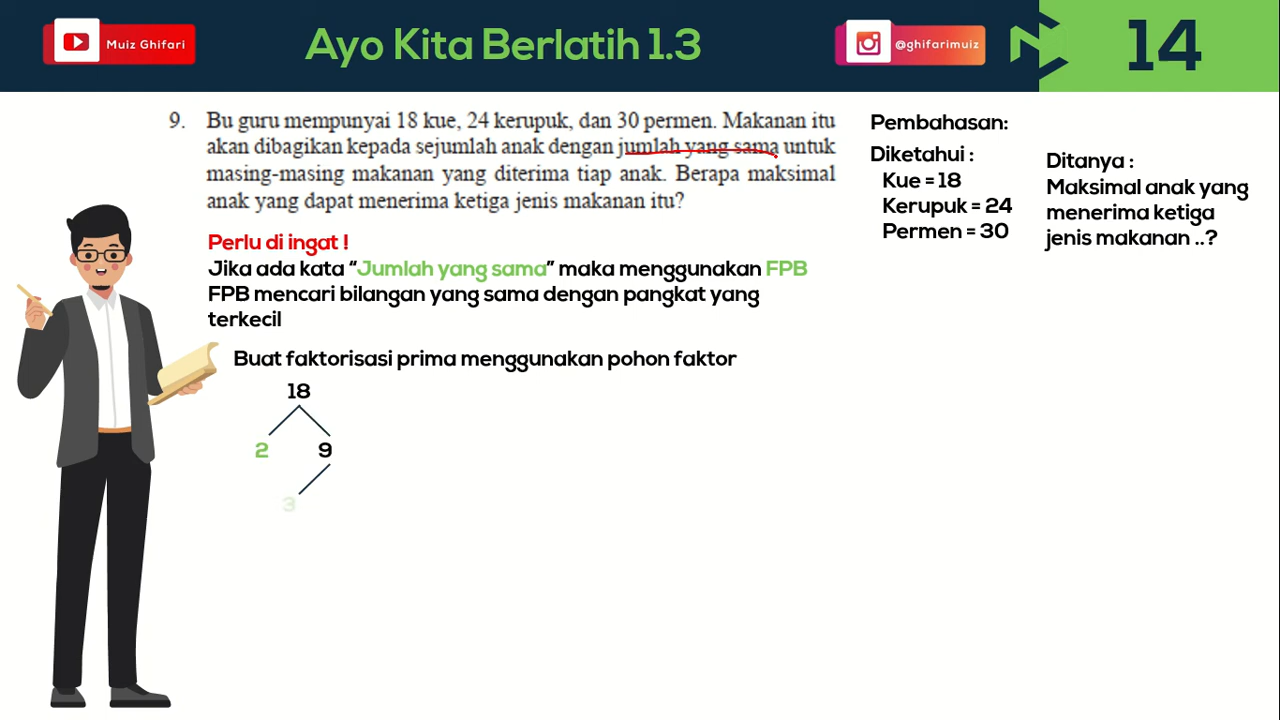 Muiz Ghifari
Ayo Kita Berlatih 1.3
@ghifarimuiz
14
9. Bu guru mempunyai 18 kue, 24 kerupuk, dan 30 permen. Makanan itu
akan dibagikan kepada sejumlah anak dengan jumlah yang sama untuk
masing-masing makanan yang diterima tiap anak. Berapa maksimal
anak yang dapat menerima ketiga jenis makanan itu?
Pembahasan:
Diketahui :
Kue = 18
Kerupuk = 24
Permen = 30
Ditanya :
Maksimal anak yang
menerima ketiga
jenis makanan ..?
Perlu di ingat !
Jika ada kata “Jumlah yang sama” maka menggunakan FPB
FPB mencari bilangan yang sama dengan pangkat yang
terkecil
Buat faktorisasi prima menggunakan pohon faktor
18
2 9
3